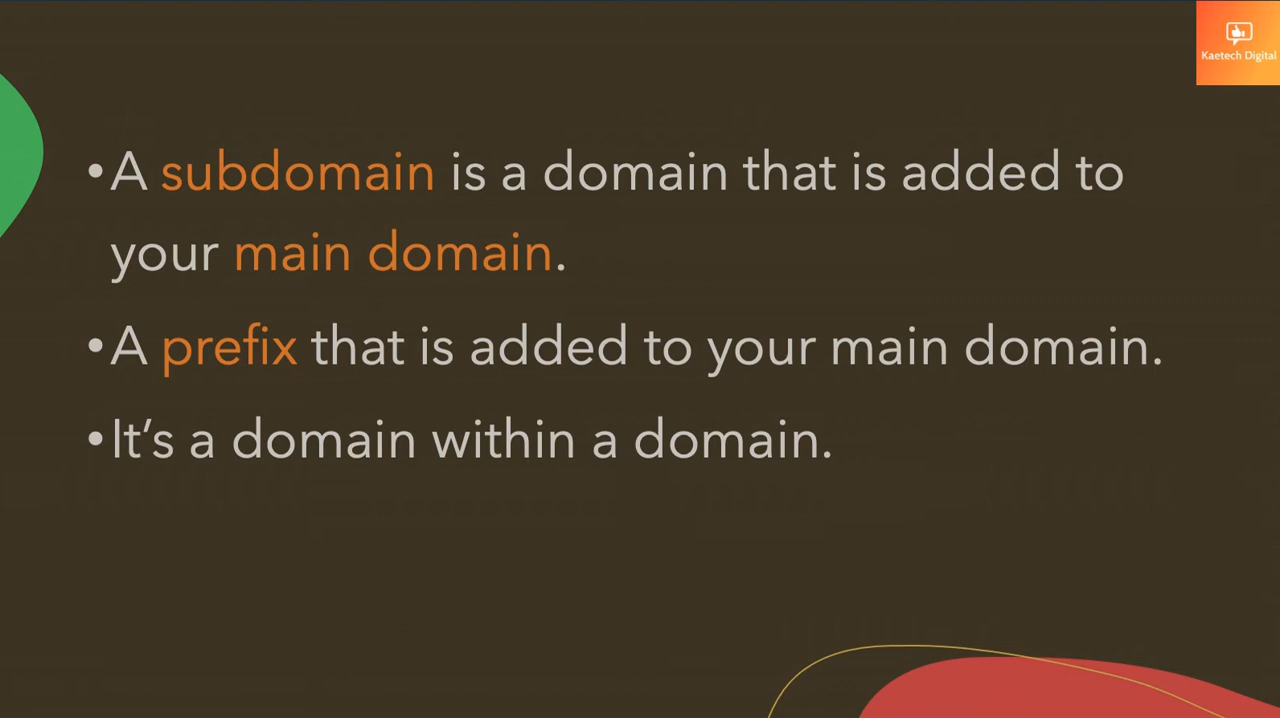 Kaetech Digital
•A subdomain is a domain that is added to
your main domain.
•A prefix that is added to your main domain.
•It’s a domain within a domain.